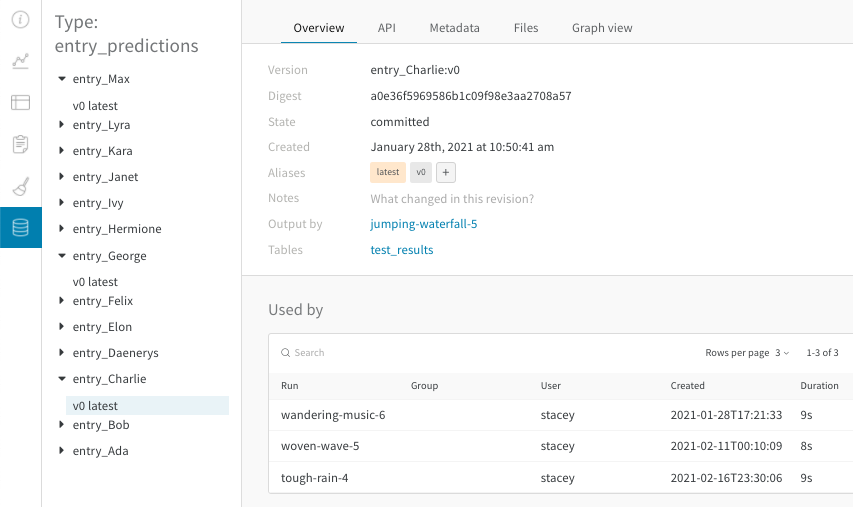 Type:
entry_predictions
entry_Max
v0 latest
entry_Lyra
entry_Kara
entry_Janet
entry_Ivy
entry_Hermione
entry_George
v0 latest
entry_Felix
entry_Elon
entry_Daenerys
entry_Charlie
v0 latest
entry_Bob
entry_Ada
Overview API Metadata Files Graph view
Version entry_Charlie:v0
Digest a0e36f5969586b1c09f98e3aa2708a57
State committed
Created January 28th, 2021 at 10:50:41 am
Aliases latest v0 +
Notes What changed in this revision?
Output by jumping-waterfall-5
Tables test_results
Used by
Search Rows per page 3 1-3 of 3
Run Group User Created Duration
wandering-music-6 stacey 2021-01-28T17:21:33 9s
woven-wave-5 stacey 2021-02-11T00:10:09 8s
tough-rain-4 stacey 2021-02-16T23:30:06 9s